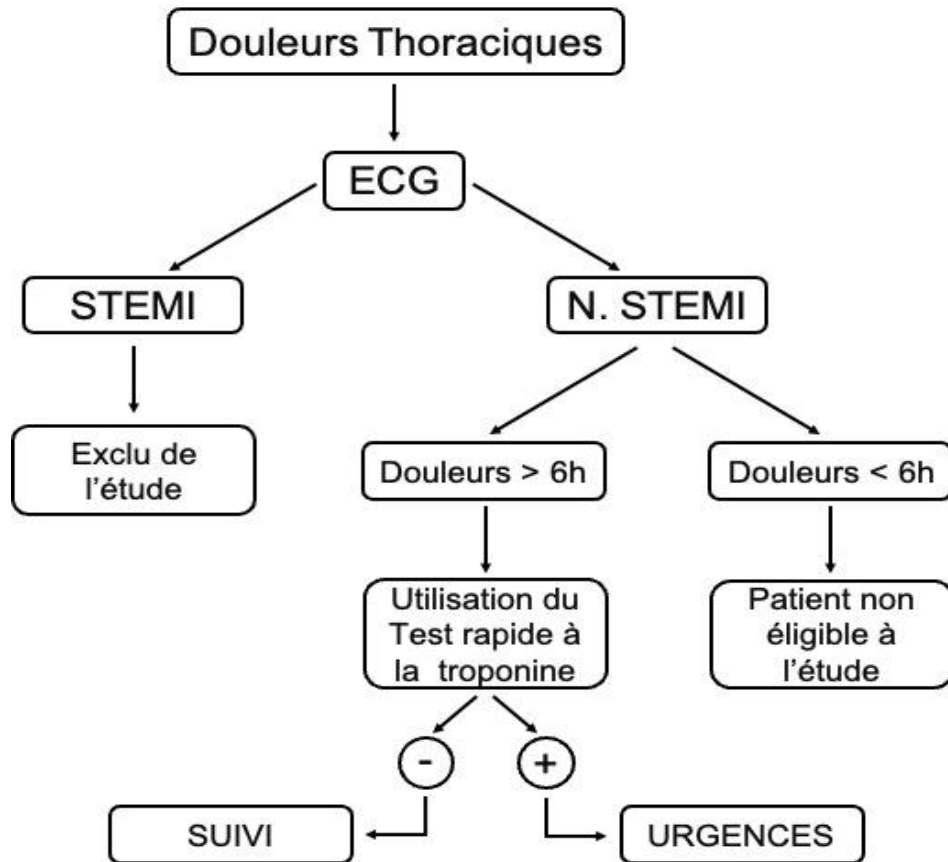 Douleurs Thoraciques
ECG
STEMI
N. STEMI
Exclu de
l'étude
Douleurs > 6h
Douleurs < 6h
Utilisation du
Test rapide à
la troponine
Patient non
éligible à
l'étude
-
+
SUIVI
URGENCES